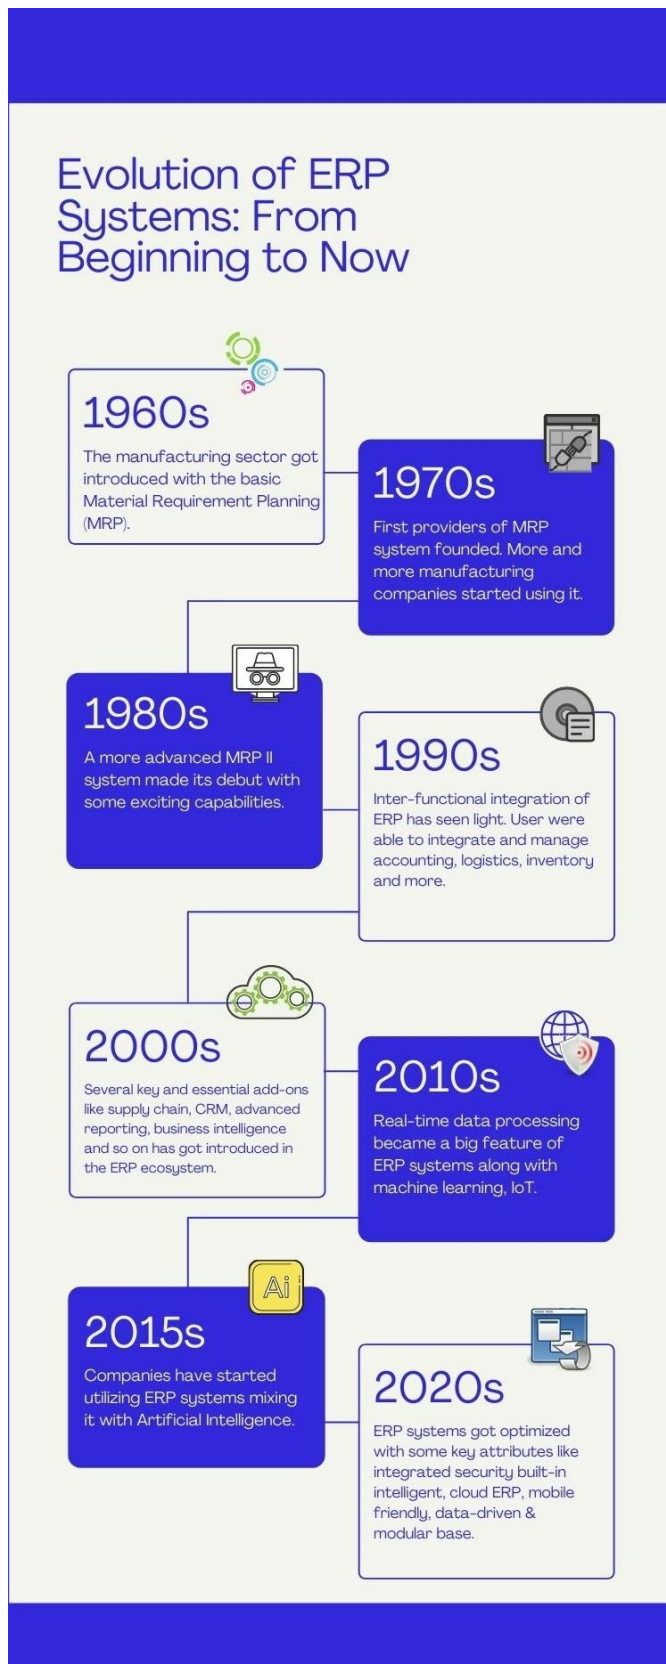 Evolution of ERP
Systems: From
Beginning to Now
1960s
The manufacturing sector got
introduced with the basic
Material Requirement Planning
(MRP).
1970s
First providers of MRP
system founded. More and
more manufacturing
companies started using it.
1980s
A more advanced MRP II
system made its debut with
some exciting capabilities.
1990s
Inter-functional integration of
ERP has seen light. User were
able to integrate and manage
accounting, logistics, inventory
and more.
2000s
Several key and essential add-ons
like supply chain, CRM, advanced
reporting, business intelligence
and so on has got introduced in
the ERP ecosystem.
2010s
Real-time data processing
became a big feature of
ERP systems along with
machine learning, IoT.
Ai
2015s
Companies have started
utilizing ERP systems mixing
it with Artificial Intelligence.
2020s
ERP systems got optimized
with some key attributes like
integrated security built-in
intelligent, cloud ERP, mobile
friendly, data-driven &
modular base.